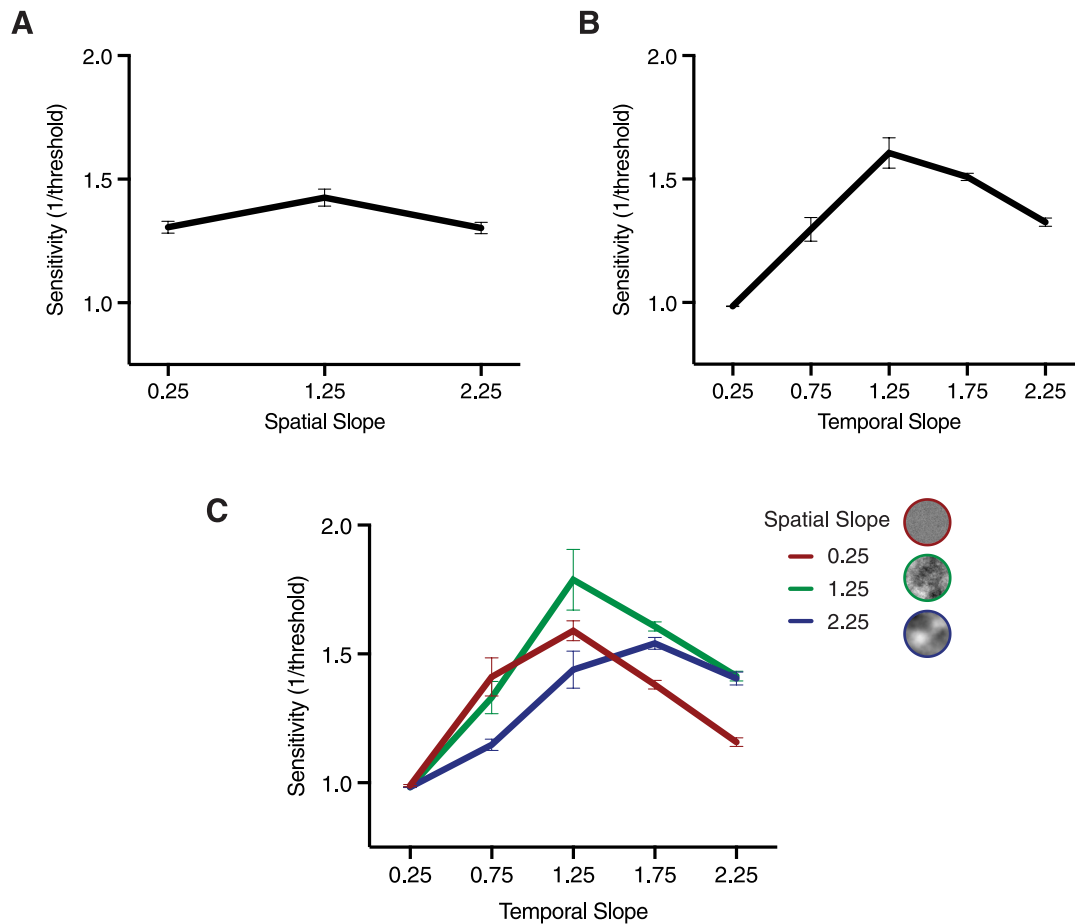 A
Sensitivity (1/threshold)
2.0
1.5
1.0
0.25 1.25 2.25
Spatial Slope
B
Sensitivity (1/threshold)
2.0
1.5
1.0
0.25 0.75 1.25 1.75 2.25
Temporal Slope
C
Sensitivity (1/threshold)
2.0
1.5
1.0
0.25 0.75 1.25 1.75 2.25
Temporal Slope
Spatial Slope
0.25
1.25
2.25